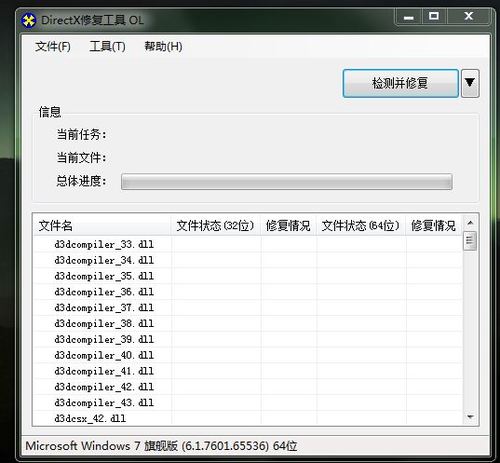 DirectX修复工具 OL
文件(F) 工具(T) 帮助(H)
检测并修复
信息
当前任务：
当前文件：
总体进度：
文件名 文件状态(32位) 修复情况 文件状态(64位) 修复情况
d3dcompiler_33.dll
d3dcompiler_34.dll
d3dcompiler_35.dll
d3dcompiler_36.dll
d3dcompiler_37.dll
d3dcompiler_38.dll
d3dcompiler_39.dll
d3dcompiler_40.dll
d3dcompiler_41.dll
d3dcompiler_42.dll
d3dcompiler_43.dll
d3dcsx_42.dll
Microsoft Windows 7 旗舰版 (6.1.7601.65536) 64位